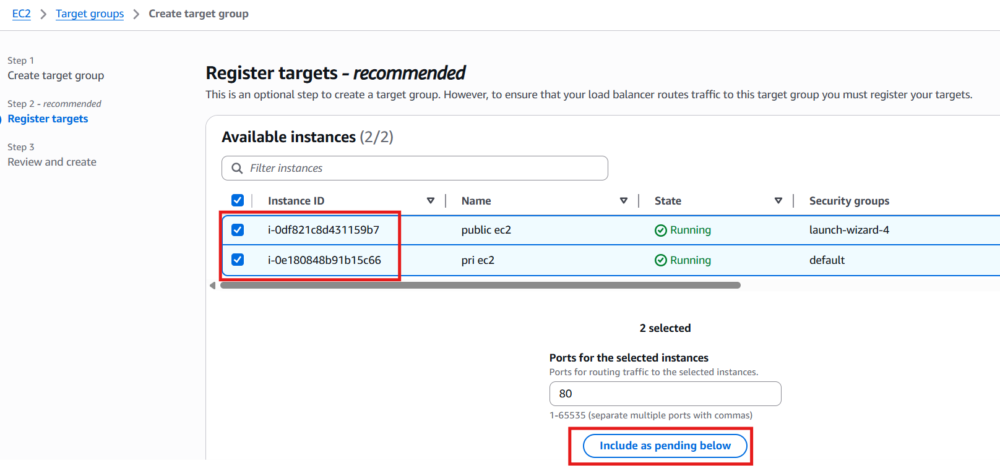 EC2 > Target groups > Create target group
Step 1
Create target group
Step 2 - recommended
Register targets
Step 3
Review and create
Register targets - recommended
This is an optional step to create a target group. However, to ensure that your load balancer routes traffic to this target group you must register your targets.
Available instances (2/2)
Filter instances
Instance ID Name State Security groups
i-0df821c8d431159b7 public ec2 Running launch-wizard-4
i-0e180848b91b15c66 pri ec2 Running default
2 selected
Ports for the selected instances
Ports for routing traffic to the selected instances.
80
1-65535 (separate multiple ports with commas)
Include as pending below